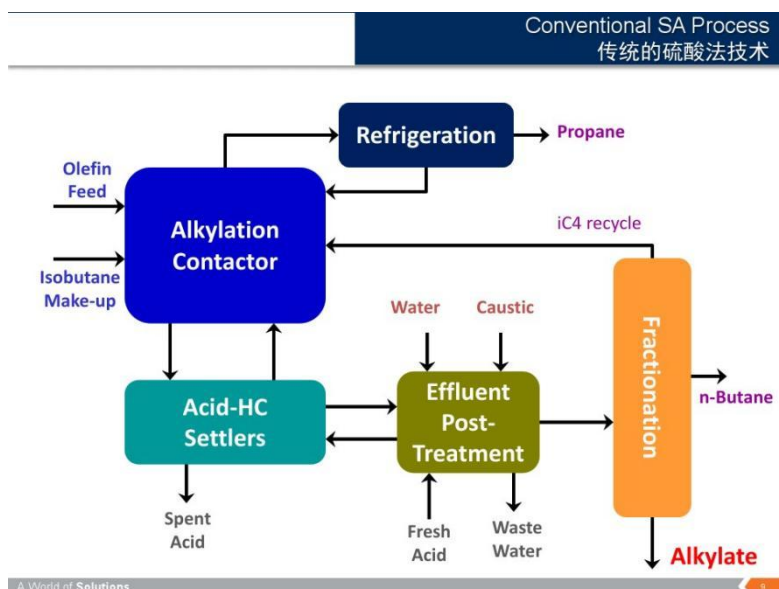 Conventional SA Process
传统的硫酸法技术
Refrigeration
Propane
Olefin
Feed
Alkylation
Contactor
iC4 recycle
Isobutane
Make-up
Water
Caustic
Fractionation
n-Butane
Acid-HC
Settlers
Effluent
Post-
Treatment
Spent
Acid
Fresh
Acid
Waste
Water
Alkylate
A World of Solutions
9